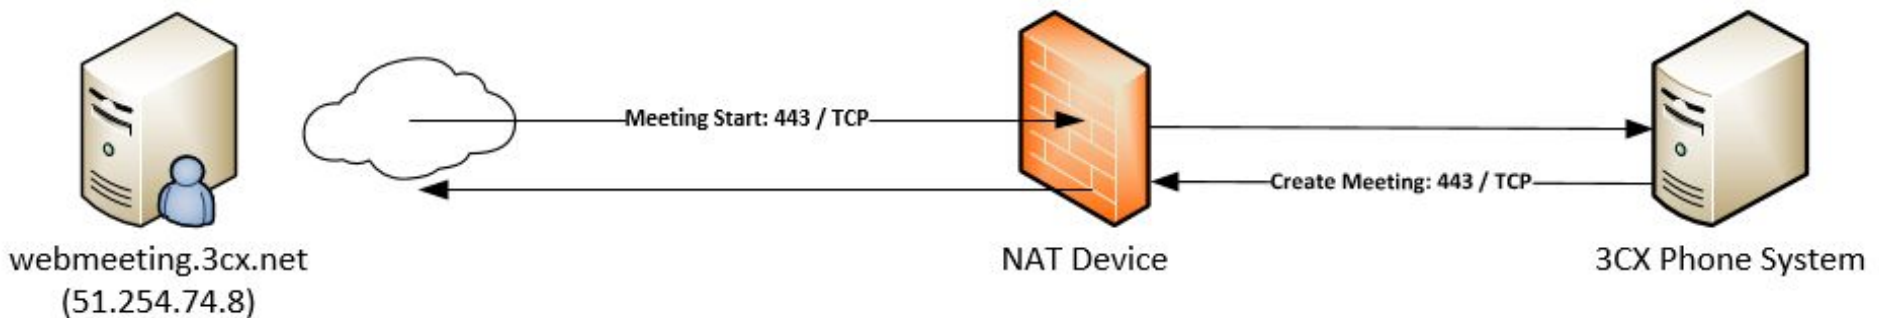 Meeting Start: 443 / TCP
Create Meeting: 443 / TCP
webmeeting.3cx.net
(51.254.74.8)
NAT Device
3CX Phone System